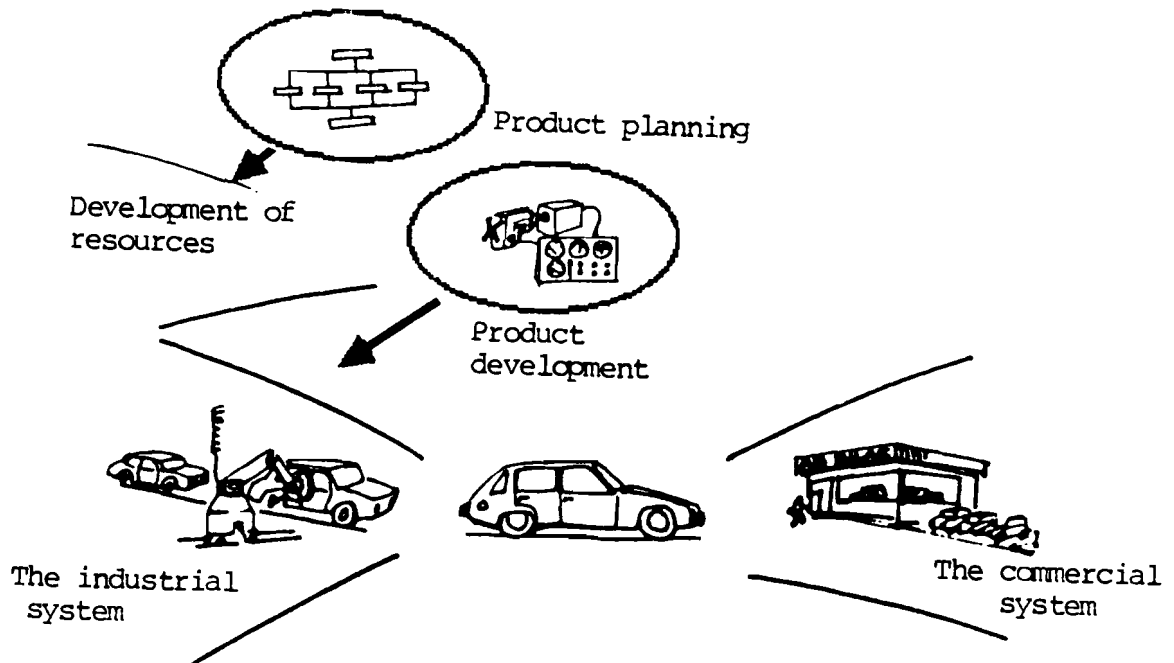 Product planning
Development of
resources
Product
development
The industrial
system
The commercial
system